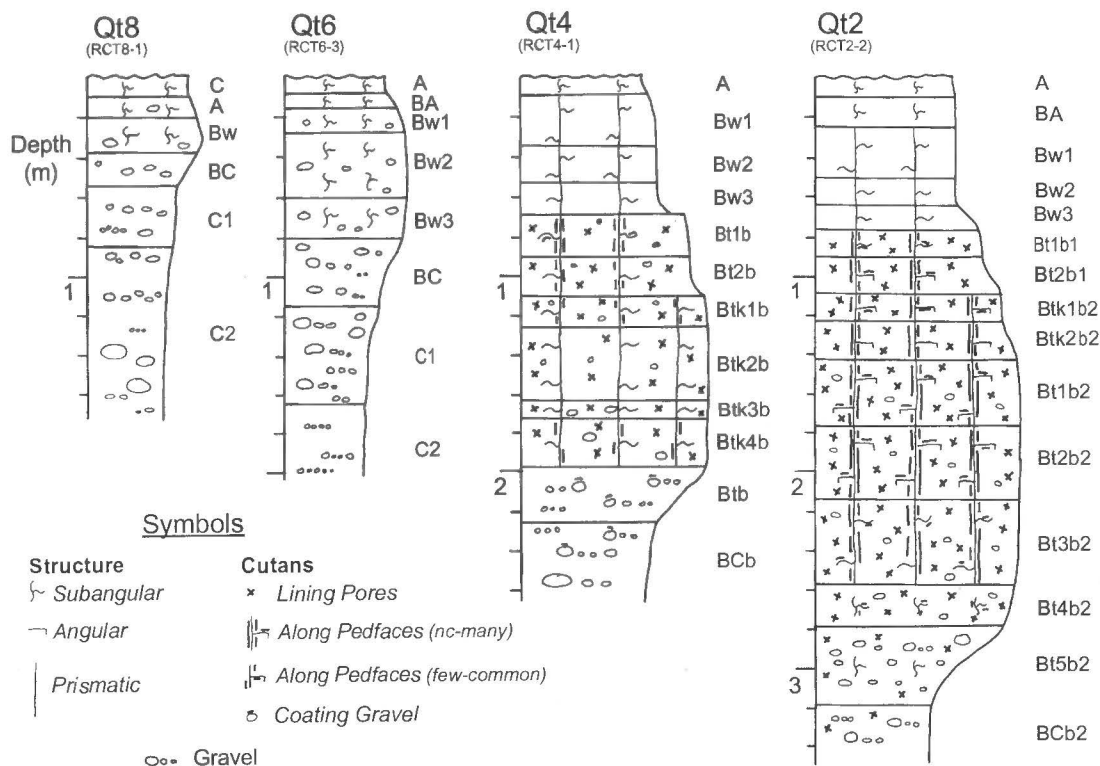 Qt8
(RCT8-1)
C
A
Bw
BC
C1
C2
Depth
(m)
1
Qt6
(RCT6-3)
A
BA
Bw1
Bw2
Bw3
BC
C1
C2
1
Qt4
(RCT4-1)
A
Bw1
Bw2
Bw3
Bt1b
Bt2b
Btk1b
Btk2b
Btk3b
Btk4b
Btb
BCb
1
2
Qt2
(RCT2-2)
A
BA
Bw1
Bw2
Bw3
Bt1b1
Bt2b1
Btk1b2
Btk2b2
Bt1b2
Bt2b2
Bt3b2
Bt4b2
Bt5b2
BCb2
1
2
3
Symbols
Structure
Subangular
Angular
Prismatic
Cutans
Lining Pores
Along Pedfaces (nc-many)
Along Pedfaces (few-common)
Coating Gravel
Gravel